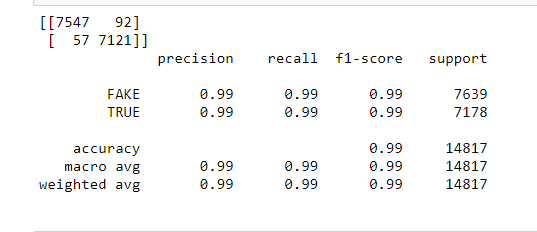 [[7547   92]
 [  57 7121]]
              precision    recall  f1-score   support

        FAKE       0.99      0.99      0.99      7639
        TRUE       0.99      0.99      0.99      7178

    accuracy                           0.99     14817
   macro avg       0.99      0.99      0.99     14817
weighted avg       0.99      0.99      0.99     14817